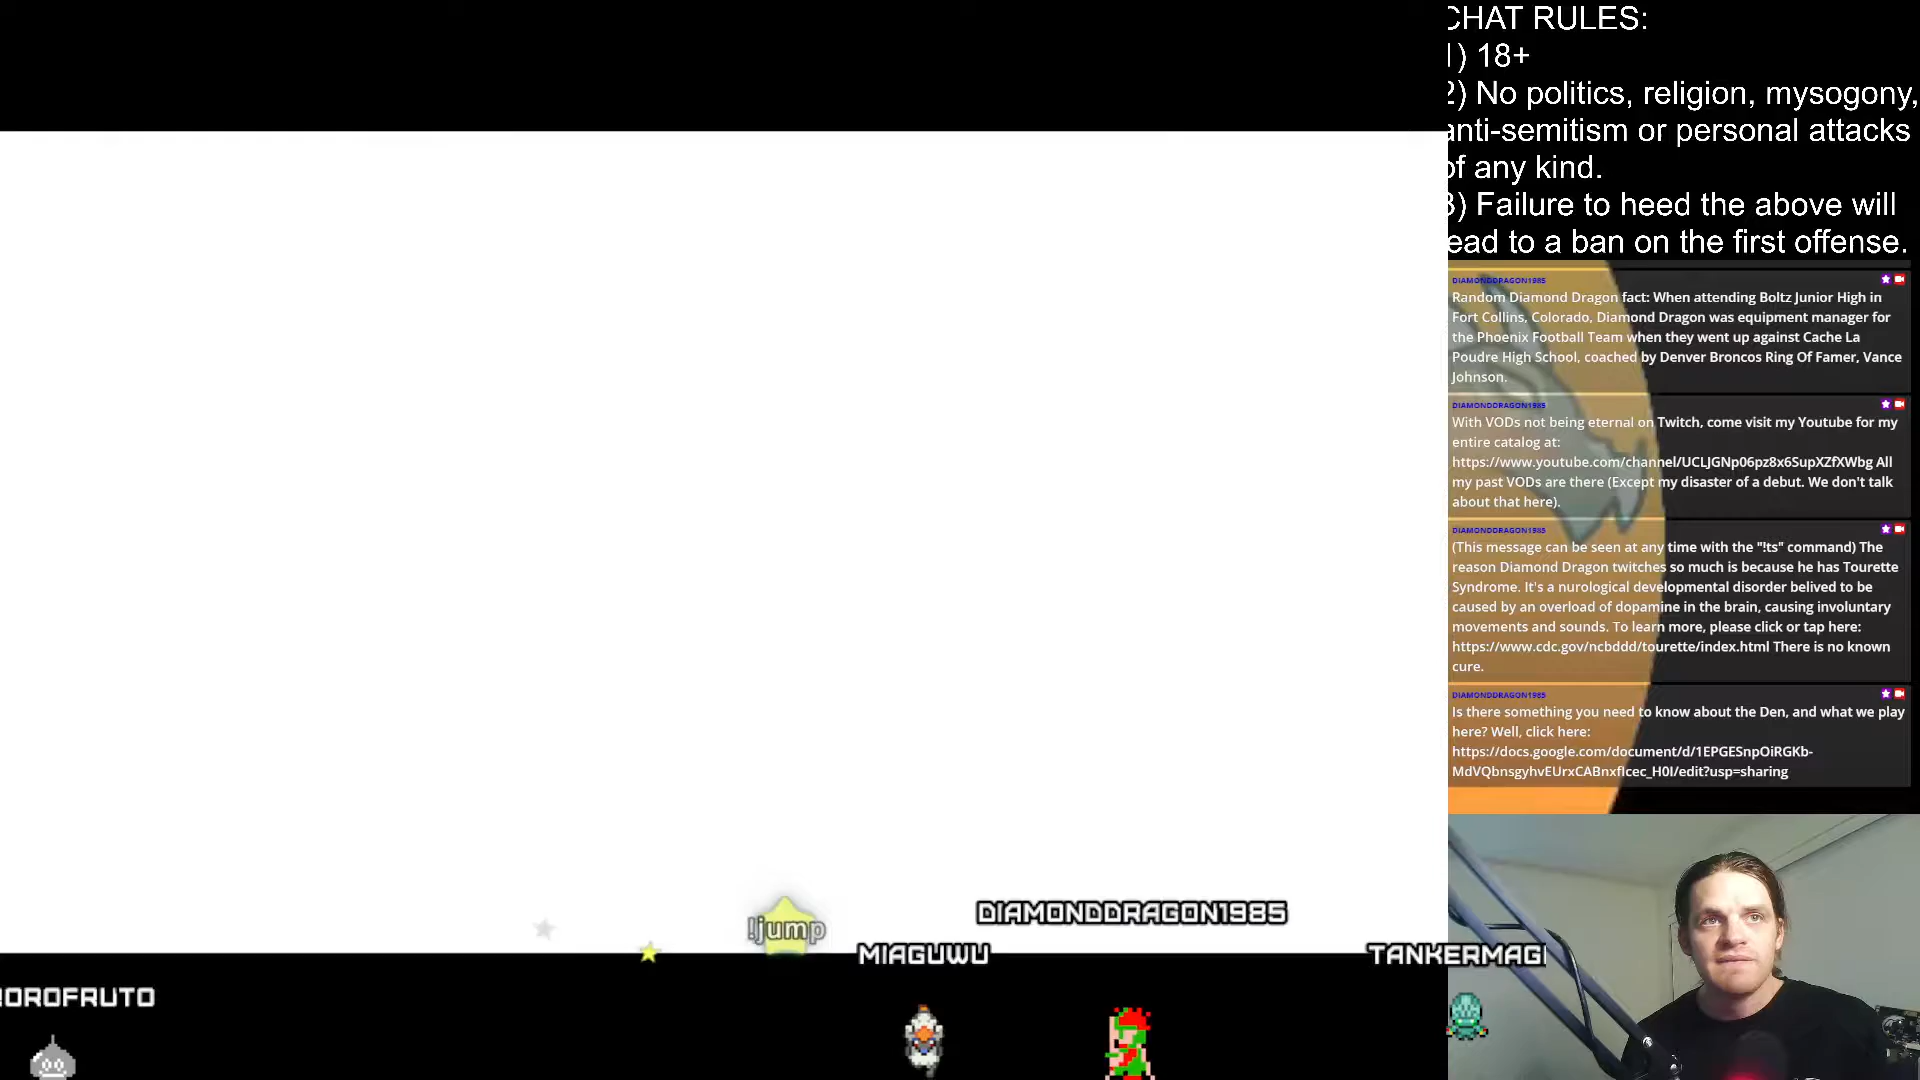 CHAT RULES:
1) 18+
2) No politics, religion, mysogony,
anti-semitism or personal attacks
of any kind.
3) Failure to heed the above will
ead to a ban on the first offense.
DIAMONDDRAGON1985
Random Diamond Dragon fact: When attending Boltz Junior High in
Fort Collins, Colorado, Diamond Dragon was equipment manager for
the Phoenix Football Team when they went up against Cache La
Poudre High School, coached by Denver Broncos Ring Of Famer, Vance
Johnson.
DIAMONDDRAGON1985
With VODs not being eternal on Twitch, come visit my Youtube for my
entire catalog at:
https://www.youtube.com/channel/UCLJGNp06pz8x6SupXZfXWbg All
my past VODs are there (Except my disaster of a debut. We don't talk
about that here).
DIAMONDDRAGON1985
(This message can be seen at any time with the "!ts" command) The
reason Diamond Dragon twitches so much is because he has Tourette
Syndrome. It's a nurological developmental disorder belived to be
caused by an overload of dopamine in the brain, causing involuntary
movements and sounds. To learn more, please click or tap here:
https://www.cdc.gov/ncbddd/tourette/index.html There is no known
cure.
DIAMONDDRAGON1985
Is there something you need to know about the Den, and what we play
here? Well, click here:
https://docs.google.com/document/d/1EPGESnpOiRGKb-
MdVQbnsgyhvEUrxCABnxfIcec_H0I/edit?usp=sharing
!jump
DIAMONDDRAGON1985
MIAGUWU
TANKERMAGI
OROFRUTO